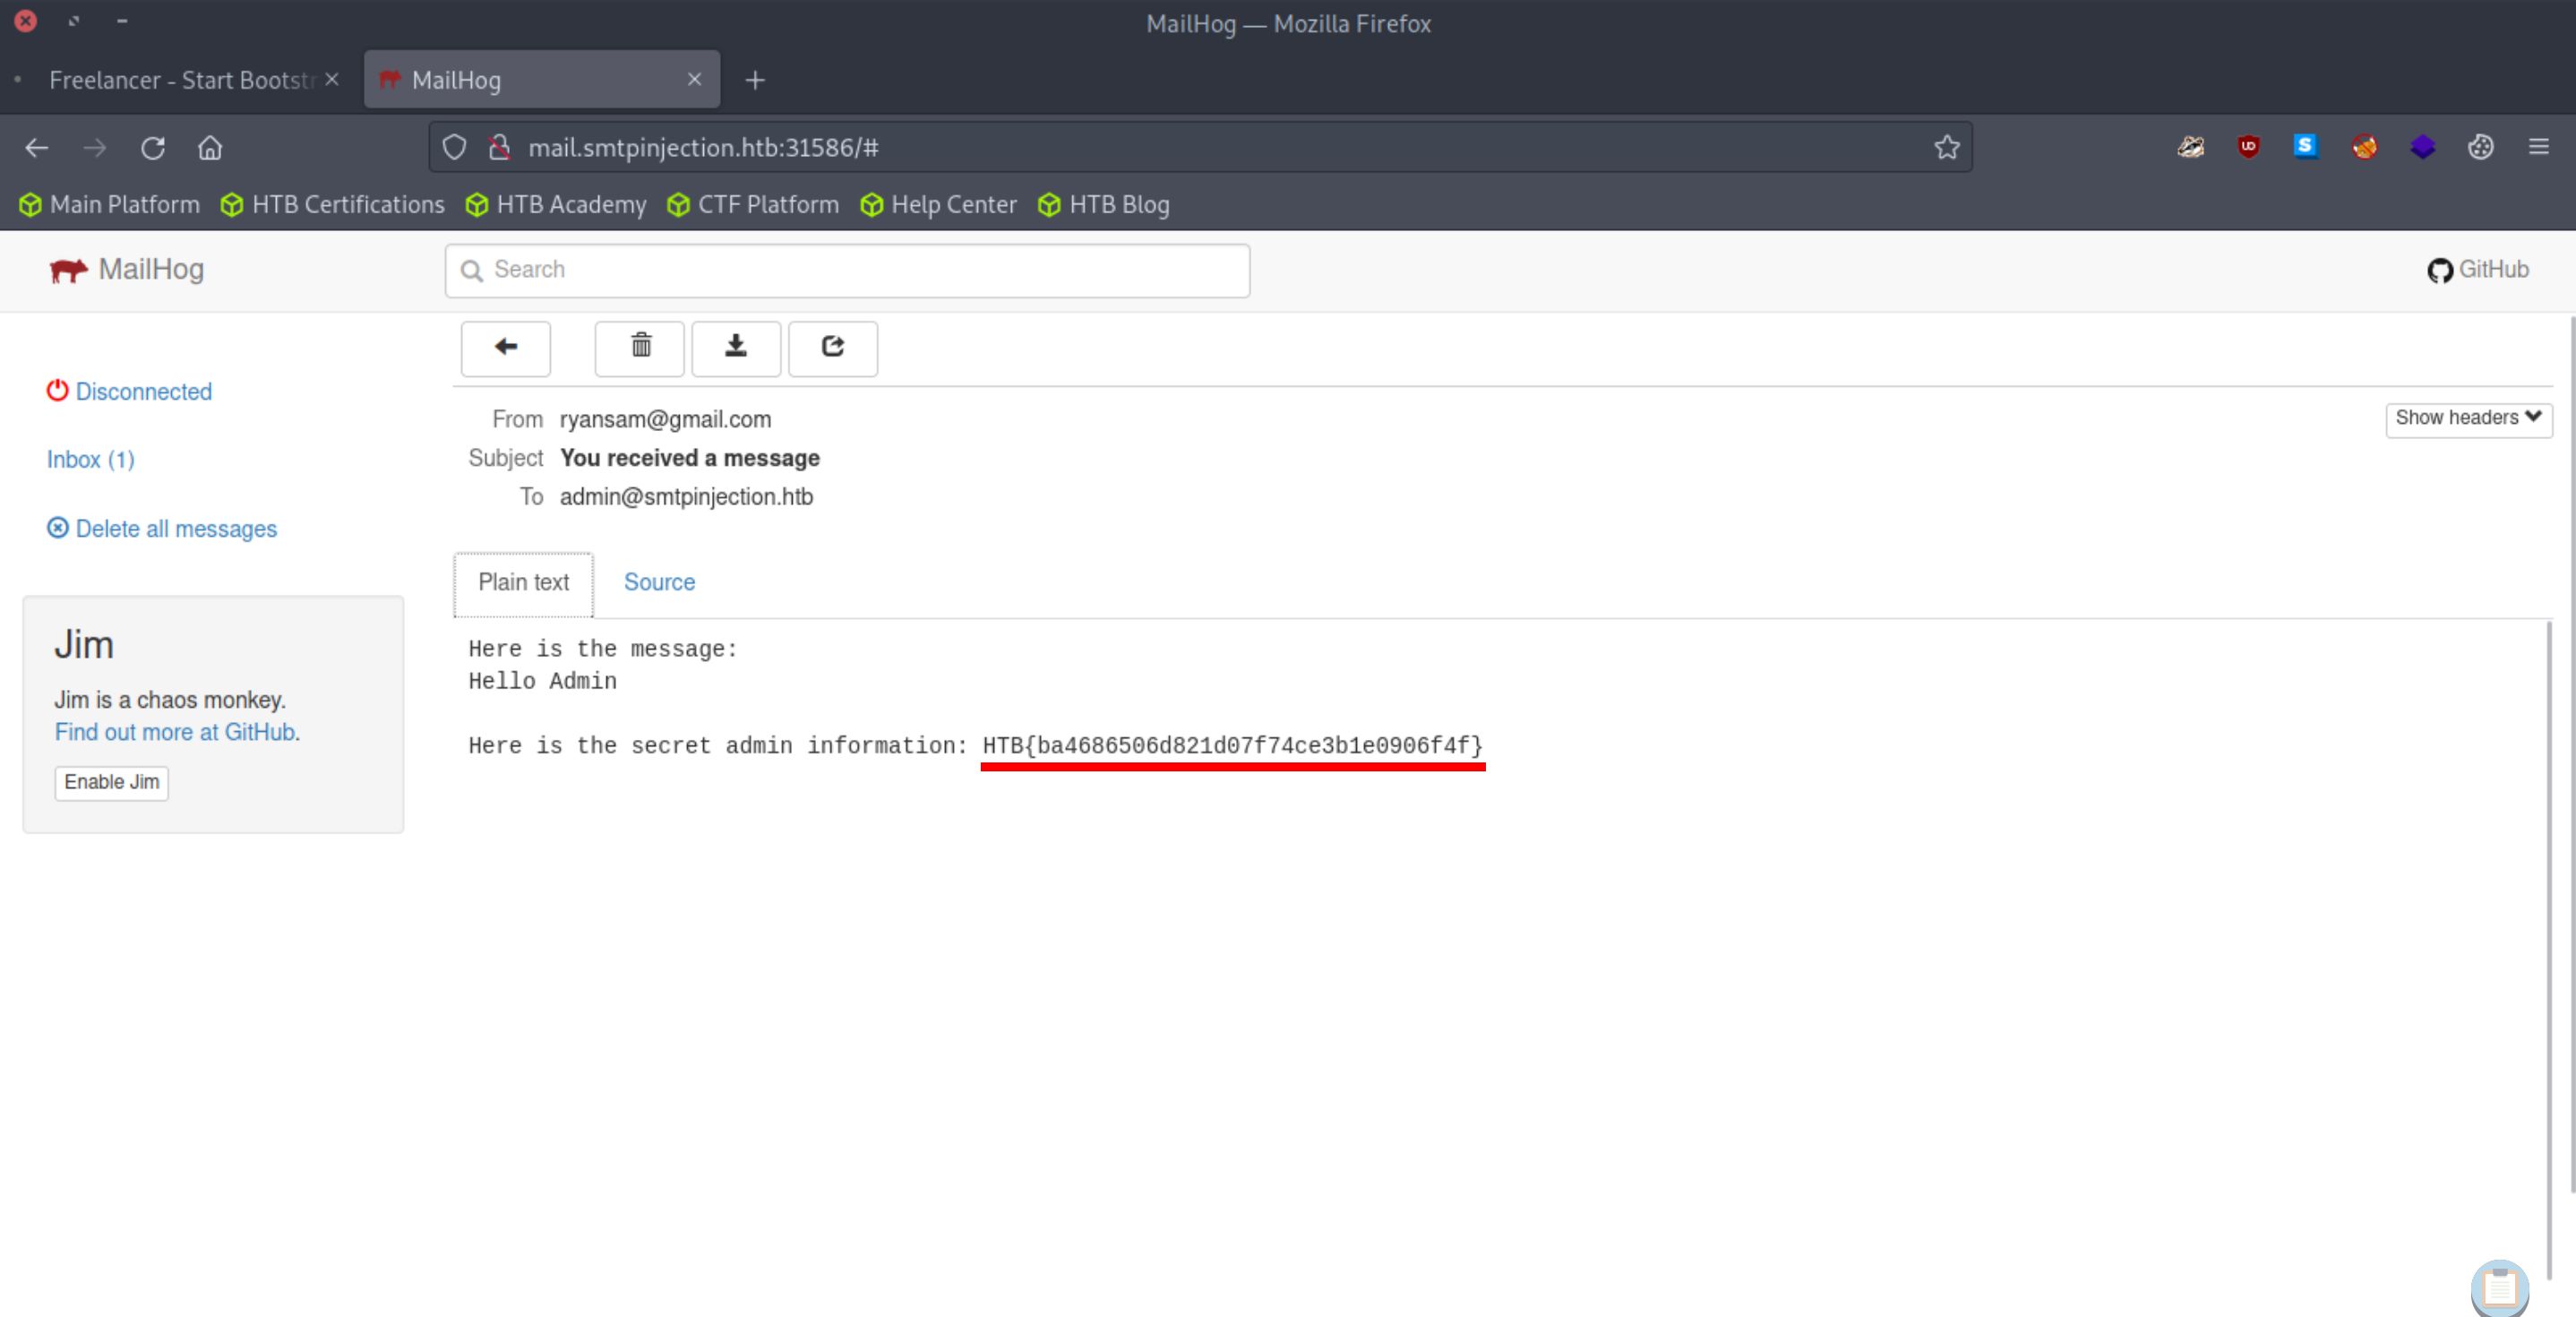 MailHog — Mozilla Firefox
Freelancer - Start Bootstr
MailHog
mail.smtpinjection.htb:31586/#
Main Platform HTB Certifications HTB Academy CTF Platform Help Center HTB Blog
MailHog
Search
GitHub
Disconnected
Inbox (1)
Delete all messages
Jim
Jim is a chaos monkey.
Find out more at GitHub.
Enable Jim
From ryansam@gmail.com
Show headers
Subject You received a message
To admin@smtpinjection.htb
Plain text Source
Here is the message:
Hello Admin
Here is the secret admin information: HTB{ba4686506d821d07f74ce3b1e0906f4f}